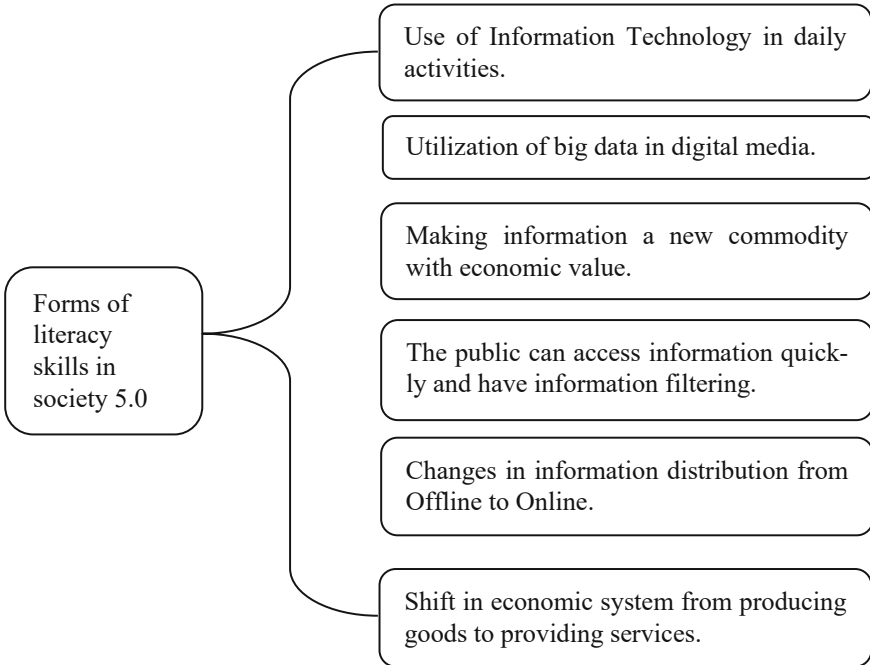 Forms of
literacy
skills in
society 5.0
Use of Information Technology in daily
activities.
Utilization of big data in digital media.
Making information a new commodity
with economic value.
The public can access information quick-
ly and have information filtering.
Changes in information distribution from
Offline to Online.
Shift in economic system from producing
goods to providing services.